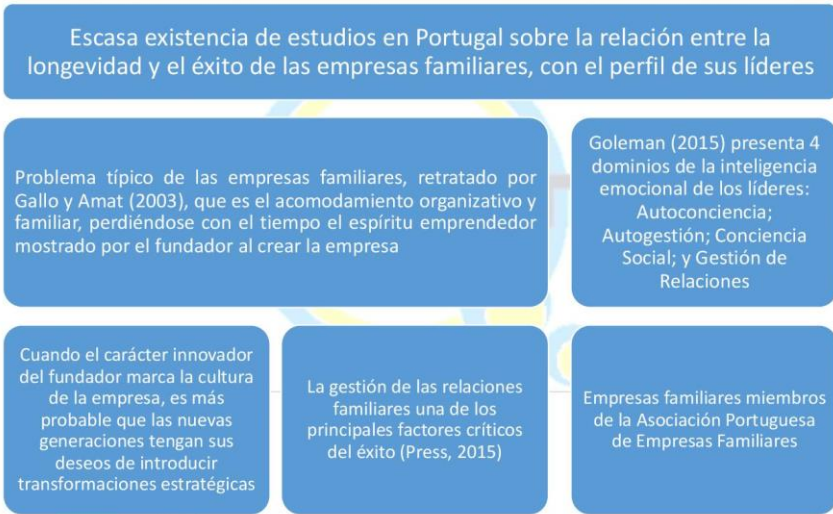 Escasa existencia de estudios en Portugal sobre la relación entre la
longevidad y el éxito de las empresas familiares, con el perfil de sus líderes
Problema típico de las empresas familiares, retratado por
Gallo y Amat (2003), que es el acomodamiento organizativo y
familiar, perdiéndose con el tiempo el espíritu emprendedor
mostrado por el fundador al crear la empresa
Goleman (2015) presenta 4
dominios de la inteligencia
emocional de los líderes:
Autoconciencia;
Autogestión; Conciencia
Social; y Gestión de
Relaciones
Cuando el carácter innovador
del fundador marca la cultura
de la empresa, es más
probable que las nuevas
generaciones tengan sus
deseos de introducir
transformaciones estratégicas
La gestión de las relaciones
familiares una de los
principales factores críticos
del éxito (Press, 2015)
Empresas familiares miembros
de la Asociación Portuguesa
de Empresas Familiares